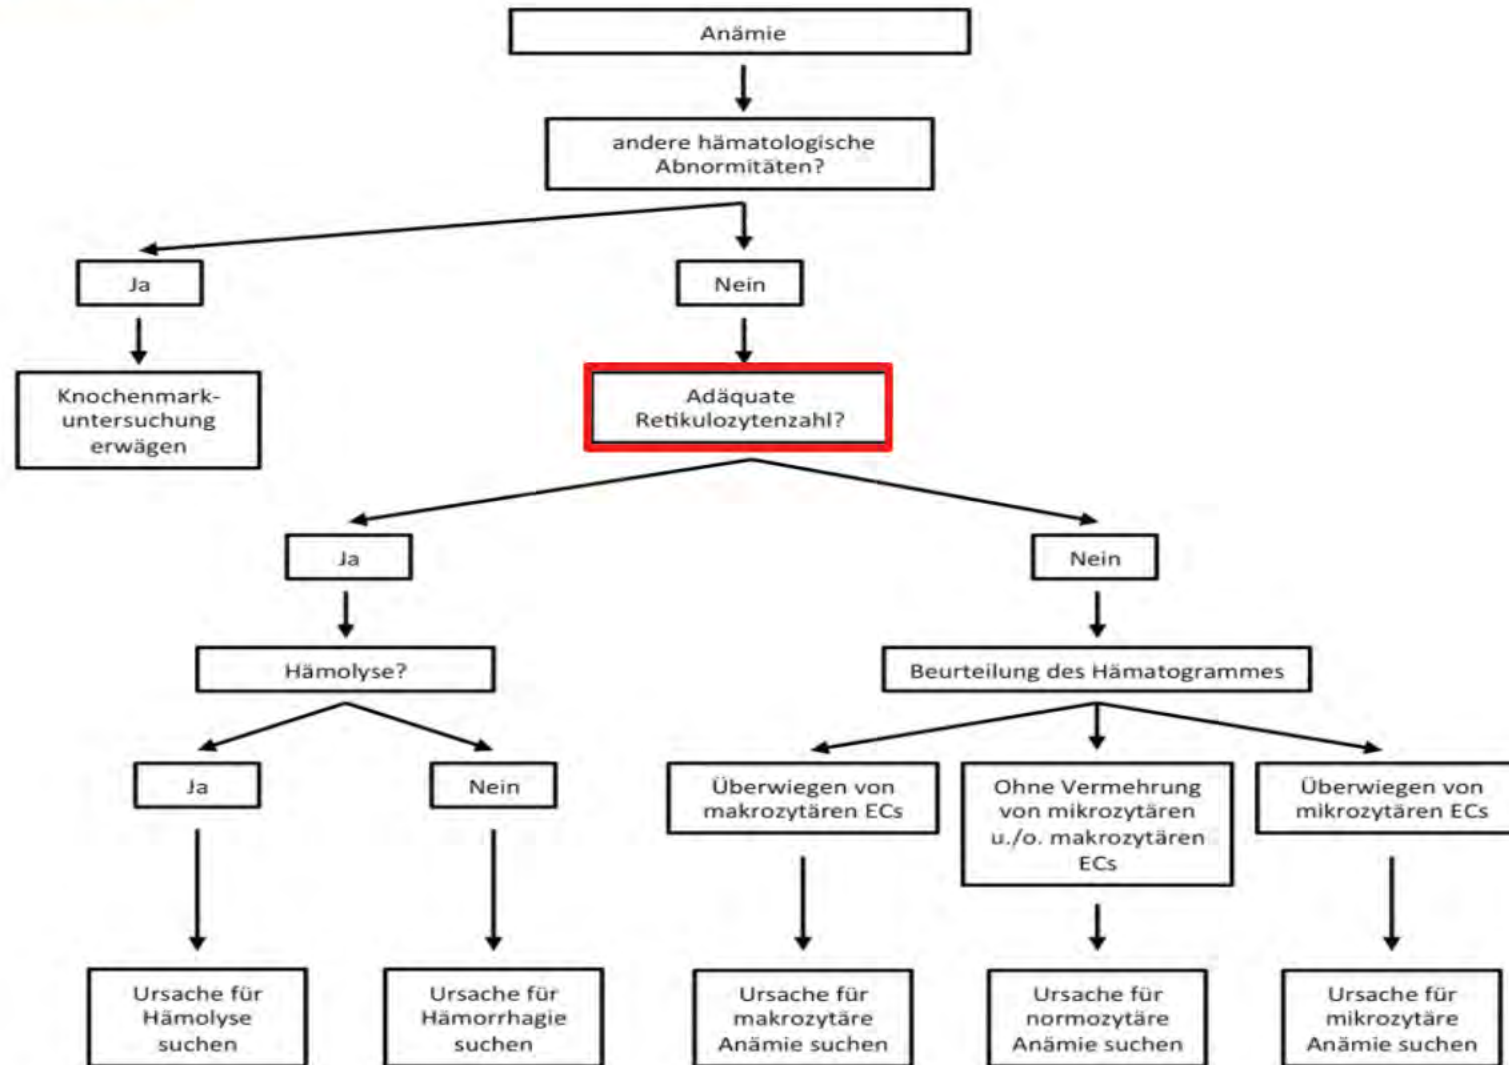 Anämie
andere hämatologische
Abnormitäten?
Ja
Nein
Knochenmark-
untersuchung
erwägen
Adäquate
Retikulozytenzahl?
Ja
Nein
Hämolyse?
Beurteilung des Hämatogrammes
Ja
Nein
Überwiegen von
makrozytären ECs
Ohne Vermehrung
von mikrozytären
u./o. makrozytären
ECs
Überwiegen von
mikrozytären ECs
Ursache für
Hämolyse
suchen
Ursache für
Hämorrhagie
suchen
Ursache für
makrozytäre
Anämie suchen
Ursache für
normozytäre
Anämie suchen
Ursache für
mikrozytäre
Anämie suchen